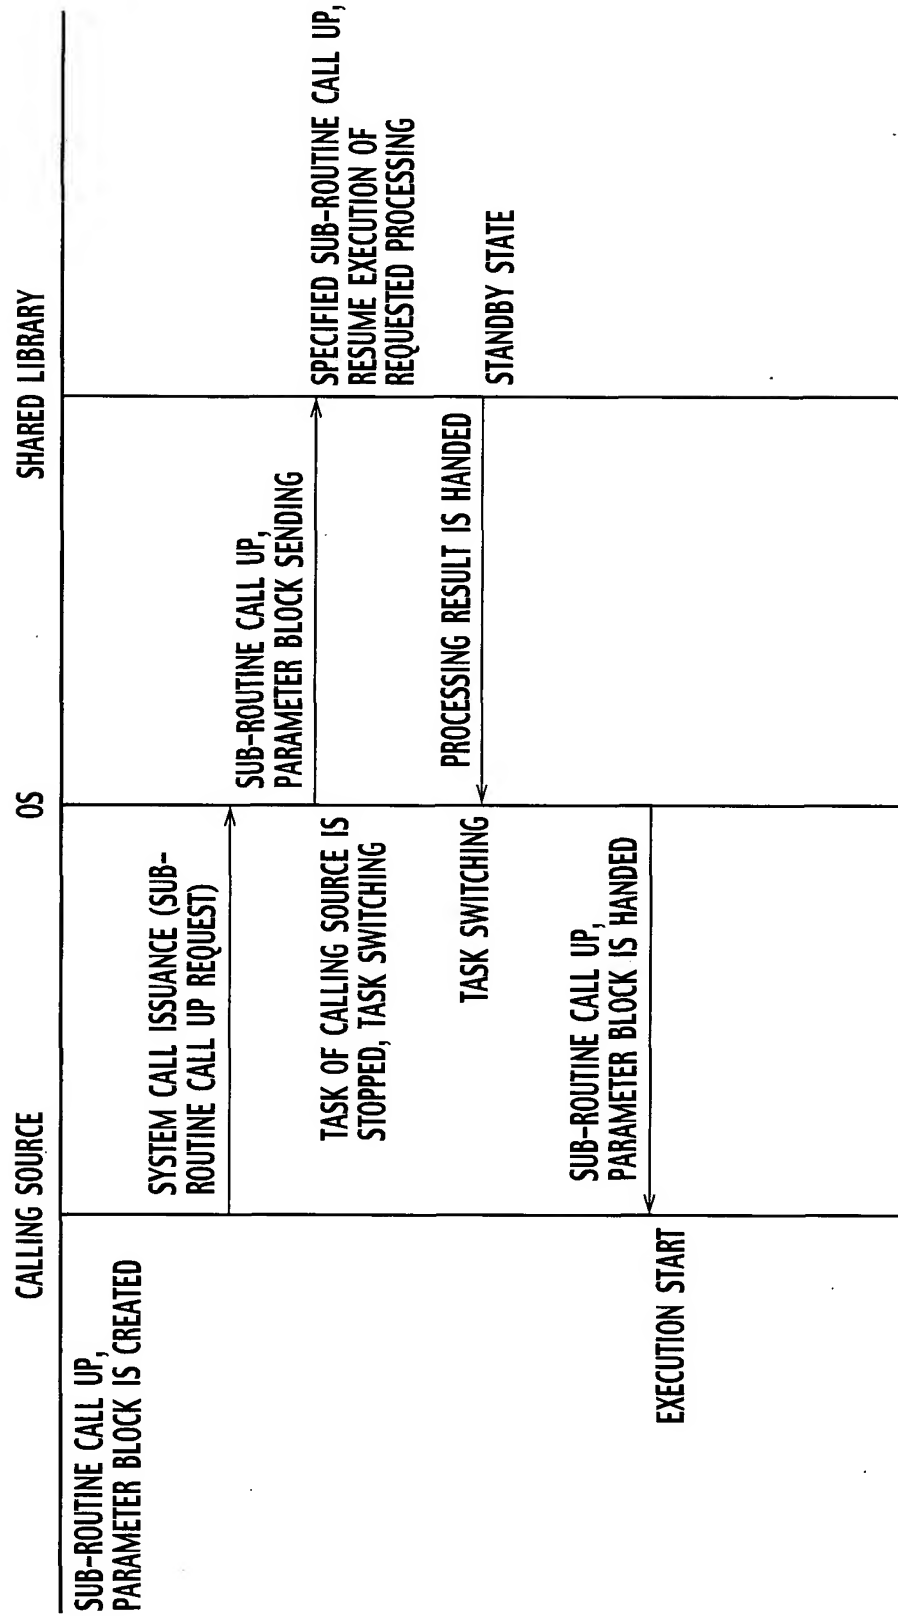 CALLING SOURCE
OS
SHARED LIBRARY
SUB-ROUTINE CALL UP,
PARAMETER BLOCK IS CREATED
SYSTEM CALL ISSUANCE (SUB-
ROUTINE CALL UP REQUEST)
SUB-ROUTINE CALL UP,
PARAMETER BLOCK SENDING
TASK OF CALLING SOURCE IS
STOPPED, TASK SWITCHING
SPECIFIED SUB-ROUTINE CALL UP,
RESUME EXECUTION OF
REQUESTED PROCESSING
PROCESSING RESULT IS HANDED
STANDBY STATE
TASK SWITCHING
SUB-ROUTINE CALL UP,
PARAMETER BLOCK IS HANDED
EXECUTION START